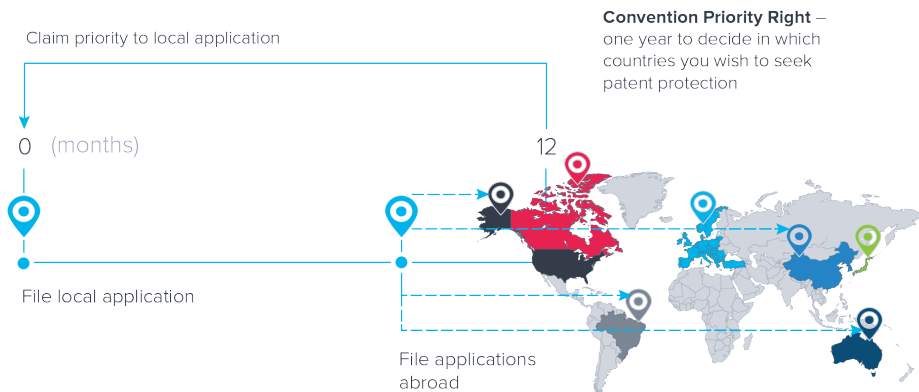 Convention Priority Right –
one year to decide in which
countries you wish to seek
patent protection
Claim priority to local application
0 (months) 12
File local application
File applications
abroad